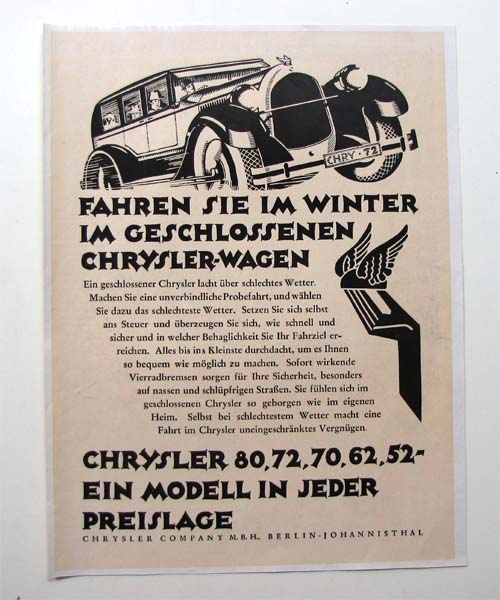 CHRY·72
FAHREN SIE IM WINTER
IM GESCHLOSSENEN
CHRYSLER-WAGEN
Ein geschlossener Chrysler lacht über schlechtes Wetter.
Machen Sie eine unverbindliche Probefahrt, und wählen
Sie dazu das schlechteste Wetter. Setzen Sie sich selbst
ans Steuer und überzeugen Sie sich, wie schnell und
sicher und in welcher Behaglichkeit Sie Ihr Fahrziel er-
reichen. Alles bis ins Kleinste durchdacht, um es Ihnen
so bequem wie möglich zu machen. Sofort wirkende
Vierradbremsen sorgen für Ihre Sicherheit, besonders
auf nassen und schlüpfrigen Straßen. Sie fühlen sich im
geschlossenen Chrysler so geborgen wie im eigenen
Heim. Selbst bei schlechtestem Wetter macht eine
Fahrt im Chrysler uneingeschränktes Vergnügen.
CHRYSLER 80,72,70,62,52-
EIN MODELL IN JEDER
PREISLAGE
CHRYSLER COMPANY M.B.H., BERLIN-JOHANNISTHAL